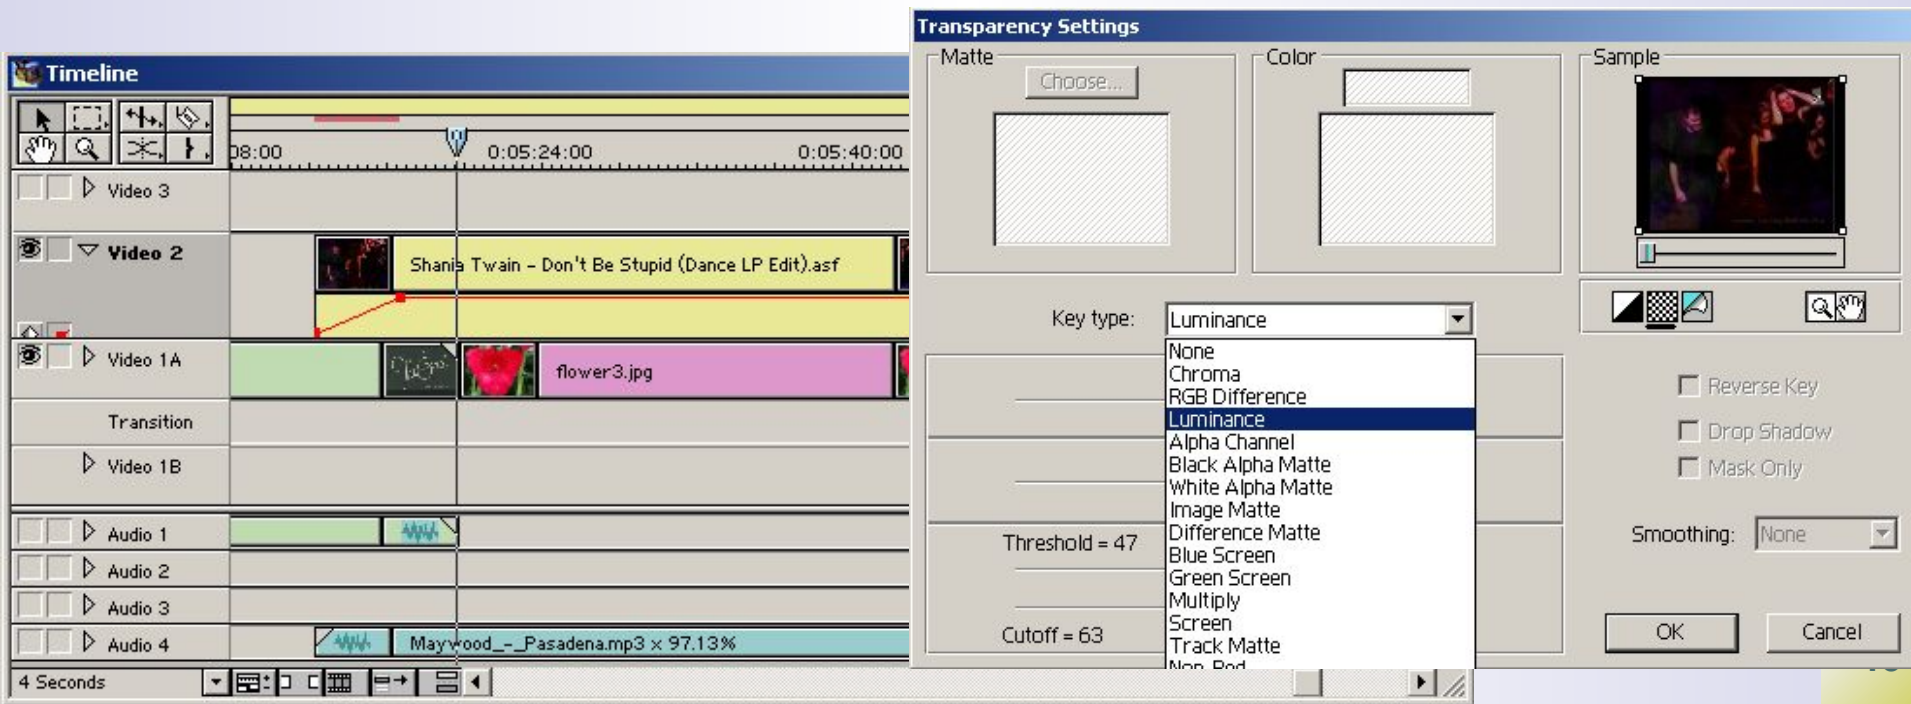 Timeline
08:00 0:05:24:00 0:05:40:00
Video 3
Video 2
Shania Twain - Don't Be Stupid (Dance LP Edit).asf
Video 1A
flower3.jpg
Transition
Video 1B
Audio 1
Audio 2
Audio 3
Audio 4
Maywood_-_Pasadena.mp3 x 97.13%
4 Seconds
Transparency Settings
Matte
Choose...
Color
Sample
Key type: Luminance
None
Chroma
RGB Difference
Luminance
Alpha Channel
Black Alpha Matte
White Alpha Matte
Image Matte
Difference Matte
Blue Screen
Green Screen
Multiply
Screen
Track Matte
Threshold = 47
Cutoff = 63
Reverse Key
Drop Shadow
Mask Only
Smoothing: None
OK Cancel